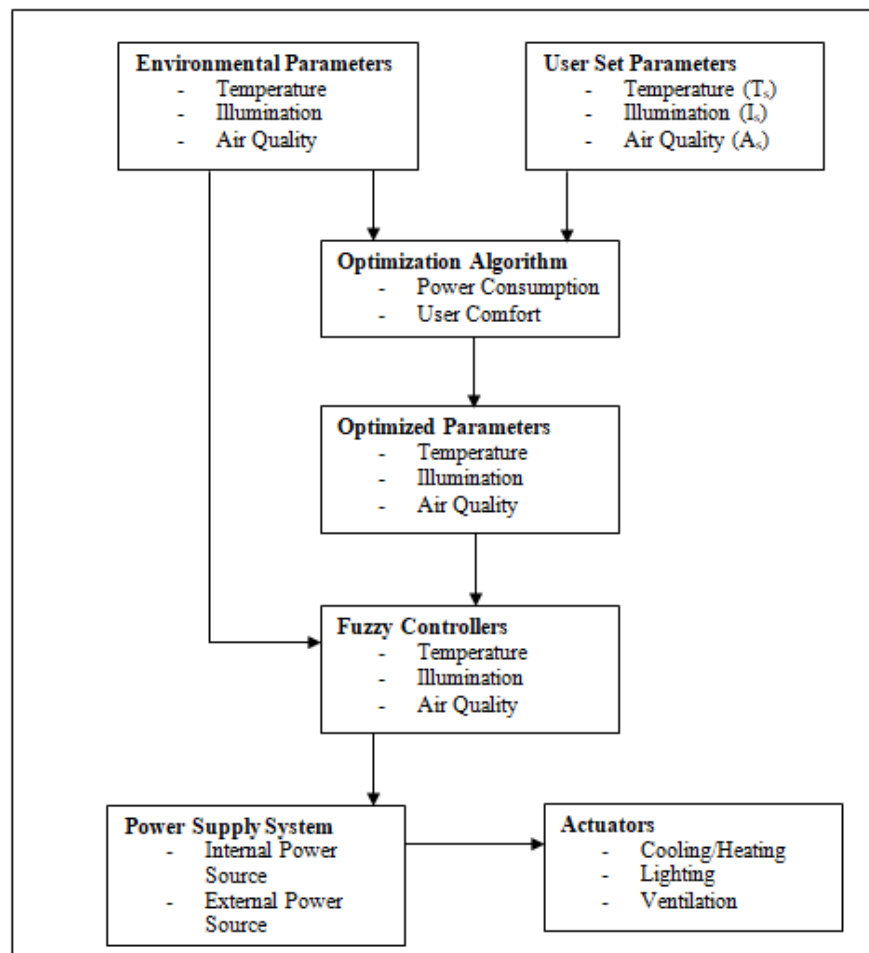 Environmental Parameters
- Temperature
- Illumination
- Air Quality
User Set Parameters
- Temperature (Tₛ)
- Illumination (Iₛ)
- Air Quality (Aₛ)
Optimization Algorithm
- Power Consumption
- User Comfort
Optimized Parameters
- Temperature
- Illumination
- Air Quality
Fuzzy Controllers
- Temperature
- Illumination
- Air Quality
Power Supply System
- Internal Power
Source
- External Power
Source
Actuators
- Cooling/Heating
- Lighting
- Ventilation